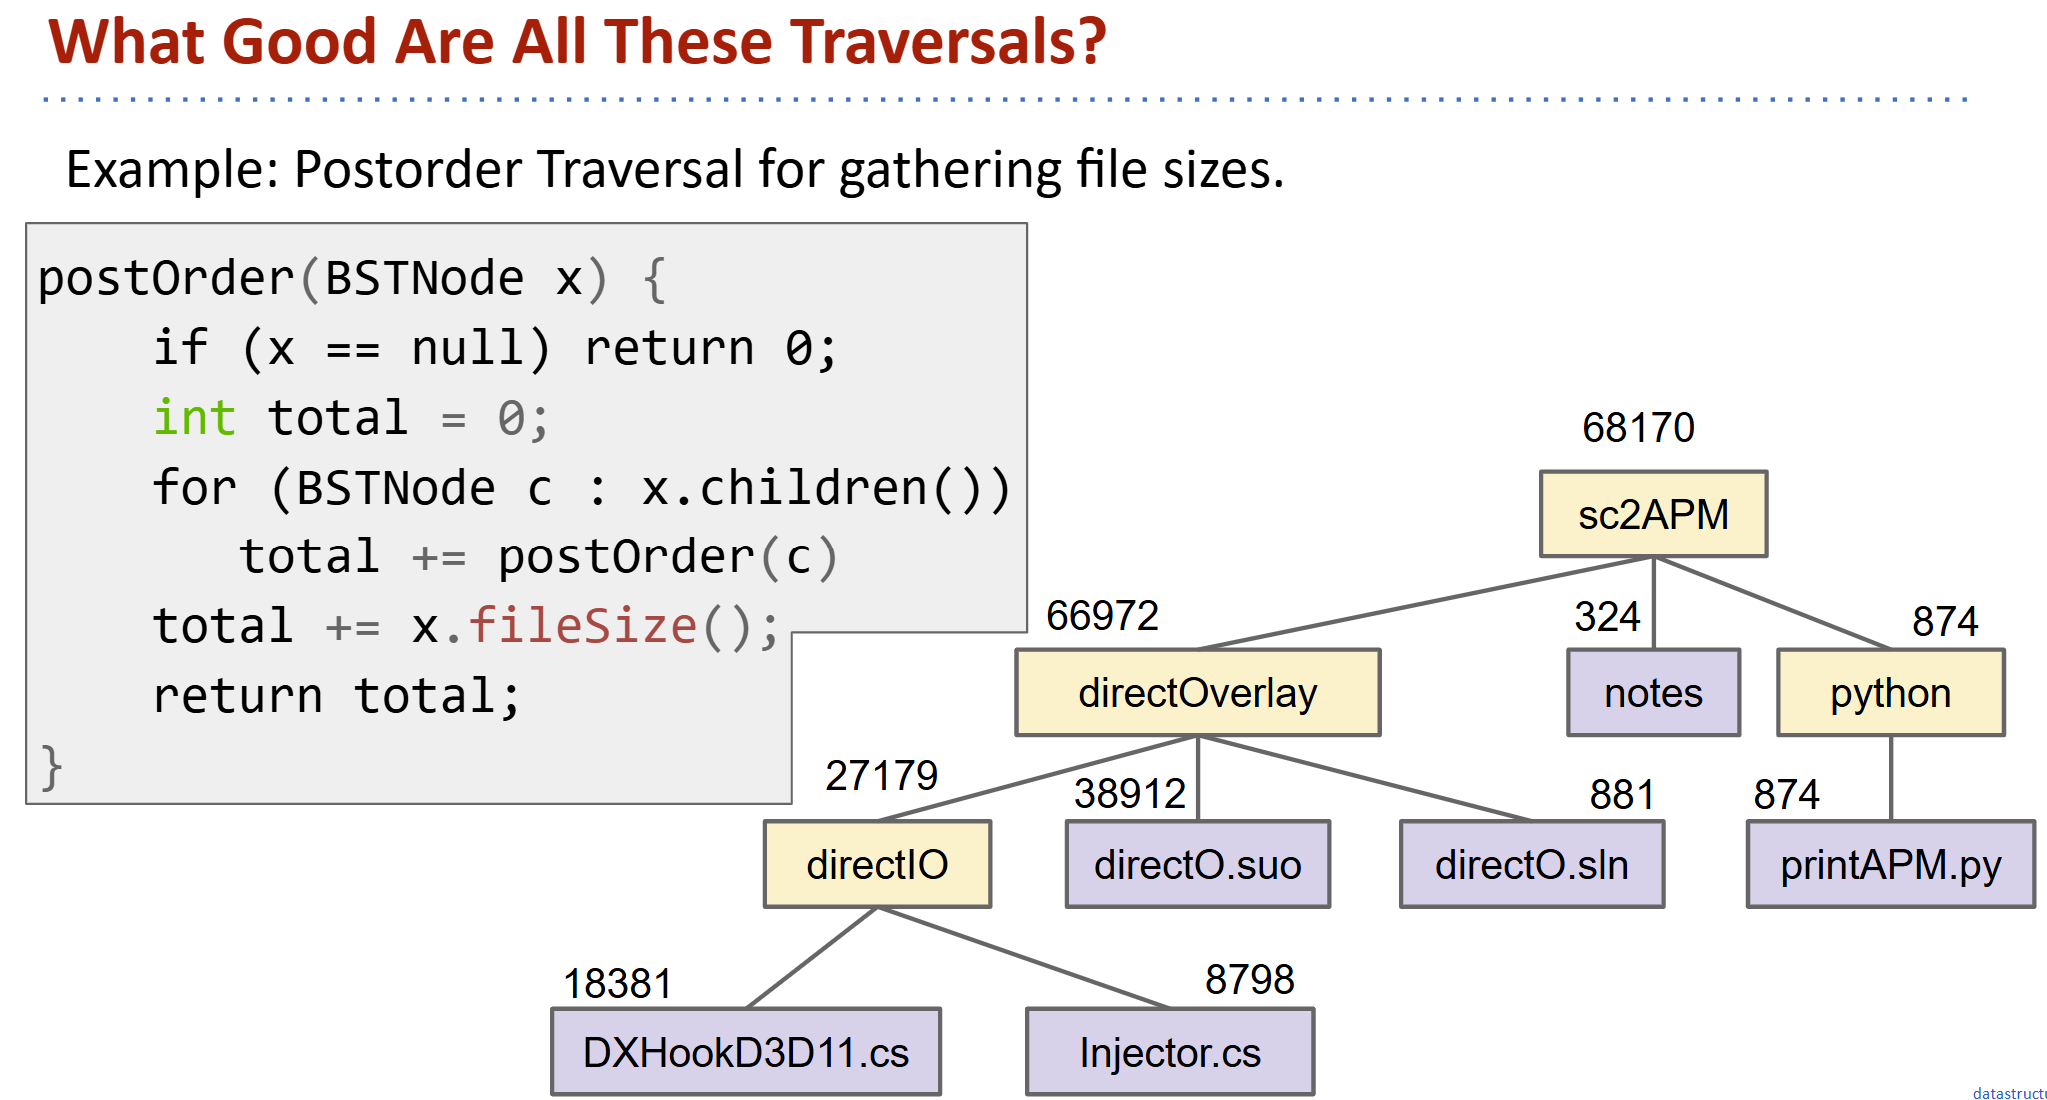 What Good Are All These Traversals?
Example: Postorder Traversal for gathering file sizes.
postOrder(BSTNode x) {
    if (x == null) return 0;
    int total = 0;
    for (BSTNode c : x.children())
       total += postOrder(c)
    total += x.fileSize();
    return total;
}
68170
sc2APM
66972
324
874
directOverlay
notes
python
27179
38912
881
874
directIO
directO.suo
directO.sln
printAPM.py
18381
8798
DXHookD3D11.cs
Injector.cs